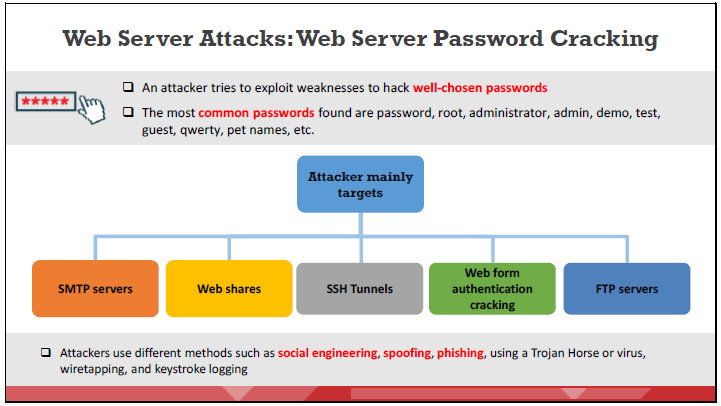 Web Server Attacks: Web Server Password Cracking
*****
❑ An attacker tries to exploit weaknesses to hack well-chosen passwords
❑ The most common passwords found are password, root, administrator, admin, demo, test,
guest, qwerty, pet names, etc.
Attacker mainly
targets
SMTP servers
Web shares
SSH Tunnels
Web form
authentication
cracking
FTP servers
❑ Attackers use different methods such as social engineering, spoofing, phishing, using a Trojan Horse or virus,
wiretapping, and keystroke logging